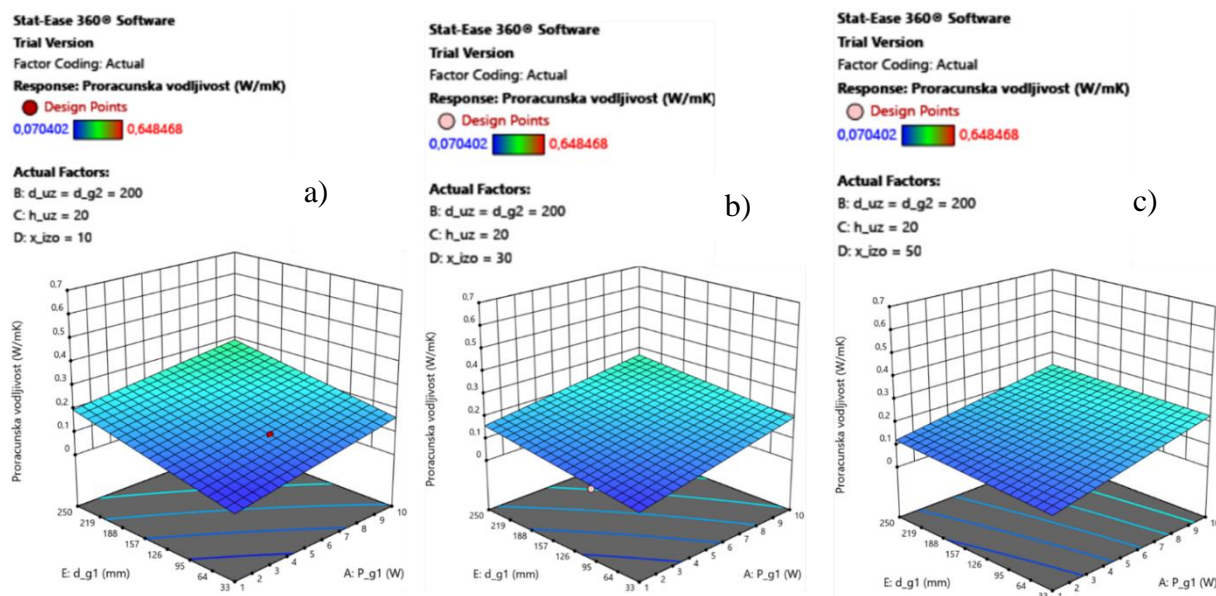 Stat-Ease 360® Software
Trial Version
Factor Coding: Actual
Response: Proracunska vodljivost (W/mK)
Design Points
0,070402 0,648468
Actual Factors:
B: d_uz = d_g2 = 200
C: h_uz = 20
D: x_izo = 10
a)
0,7
0,6
0,5
0,4
0,3
0,2
0,1
0
Proracunska vodljivost (W/mK)
250
219
188
157
126
95
64
33
E: d_g1 (mm)
1
2
3
4
5
6
7
8
9
10
A: P_g1 (W)
Stat-Ease 360® Software
Trial Version
Factor Coding: Actual
Response: Proracunska vodljivost (W/mK)
Design Points
0,070402 0,648468
Actual Factors:
B: d_uz = d_g2 = 200
C: h_uz = 20
D: x_izo = 30
b)
0,7
0,6
0,5
0,4
0,3
0,2
0,1
0
Proracunska vodljivost (W/mK)
250
219
188
157
126
95
64
33
E: d_g1 (mm)
1
2
3
4
5
6
7
8
9
10
A: P_g1 (W)
Stat-Ease 360® Software
Trial Version
Factor Coding: Actual
Response: Proracunska vodljivost (W/mK)
Design Points
0,070402 0,648468
Actual Factors:
B: d_uz = d_g2 = 200
C: h_uz = 20
D: x_izo = 50
c)
0,7
0,6
0,5
0,4
0,3
0,2
0,1
0
Proracunska vodljivost (W/mK)
250
219
188
157
126
95
64
33
E: d_g1 (mm)
1
2
3
4
5
6
7
8
9
10
A: P_g1 (W)